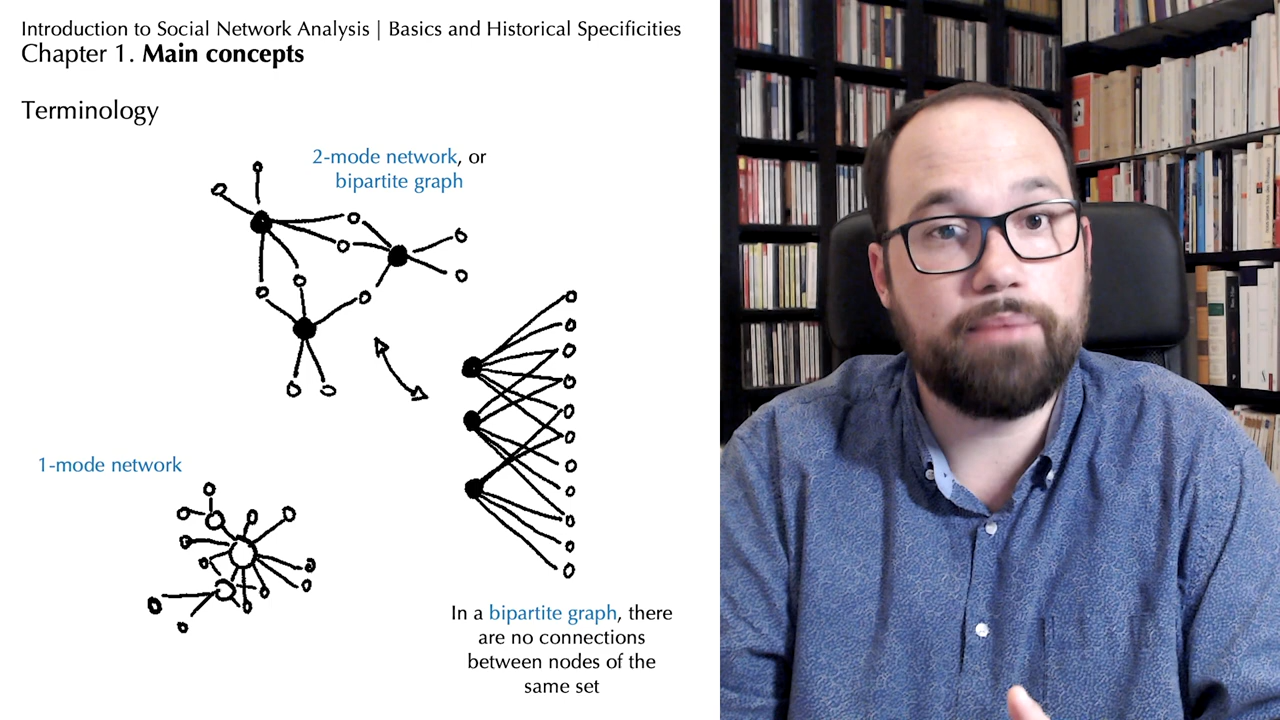 Introduction to Social Network Analysis | Basics and Historical Specificities
Chapter 1. Main concepts
Terminology
2-mode network, or
bipartite graph
1-mode network
In a bipartite graph, there
are no connections
between nodes of the
same set